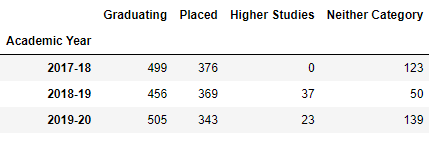 Graduating Placed Higher Studies Neither Category
Academic Year
2017-18 499 376 0 123
2018-19 456 369 37 50
2019-20 505 343 23 139